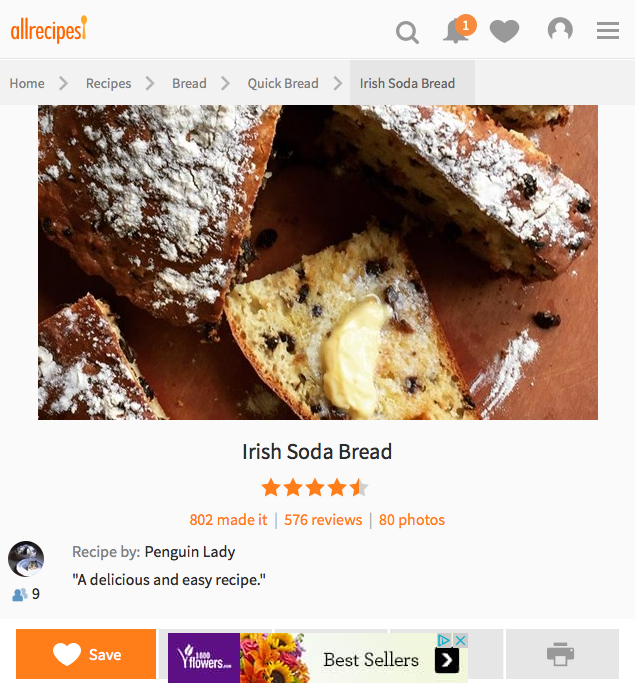 allrecipes
1
Home Recipes Bread Quick Bread Irish Soda Bread
Irish Soda Bread
802 made it | 576 reviews | 80 photos
Recipe by: Penguin Lady
"A delicious and easy recipe."
9
Save
1800
flowers.com
Best Sellers